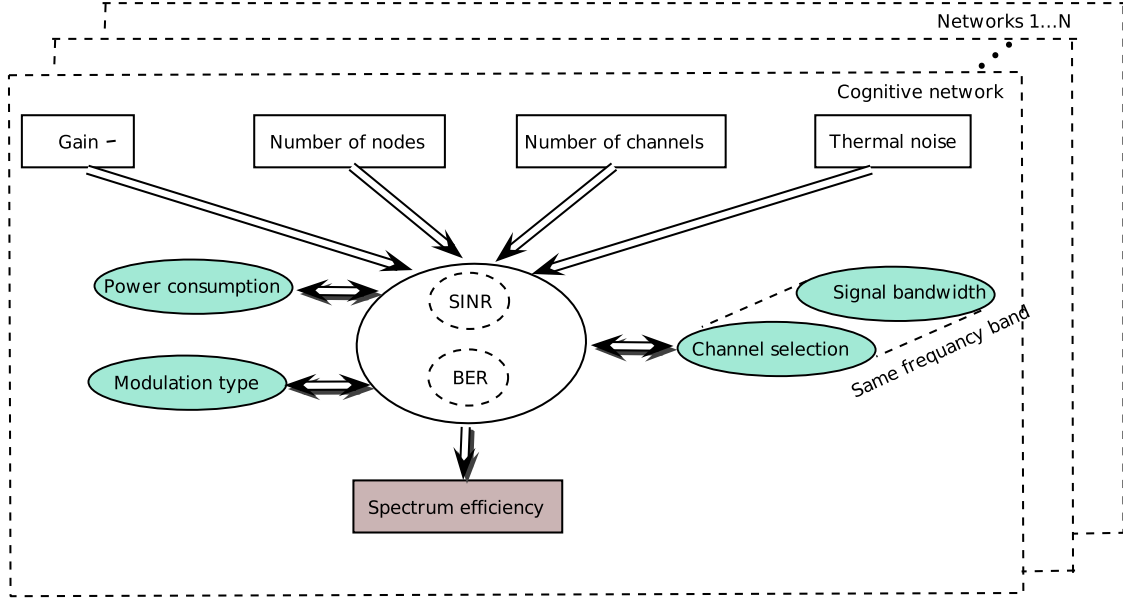 Networks 1...N
Cognitive network
Gain -
Number of nodes
Number of channels
Thermal noise
Power consumption
SINR
Signal bandwidth
Channel selection
Same frequancy band
Modulation type
BER
Spectrum efficiency